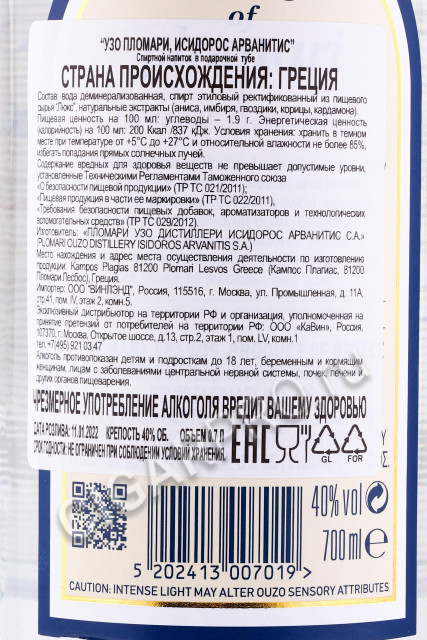 of
"УЗО ПЛОМАРИ, ИСИДОРОС АРВАНИТИС"
Спиртной напиток в подарочной тубе
СТРАНА ПРОИСХОЖДЕНИЯ: ГРЕЦИЯ
Состав: вода деминерализованная, спирт этиловый ректификованный из пищевого
сырья "Люкс", натуральные экстракты (аниса, имбиря, гвоздики, корицы, кардамона).
Пищевая ценность на 100 мл: углеводы – 1.9 г. Энергетическая ценность
(калорийность) на 100 мл: 200 Ккал /837 кДж. Условия хранения: хранить в темном
месте при температуре от +5°С до +27°С и относительной влажности не более 85%,
избегать попадания прямых солнечных лучей.
Содержание вредных для здоровья веществ не превышает допустимые уровни,
установленные Техническими Регламентами Таможенного союза
«О безопасности пищевой продукции» (ТР ТС 021/2011);
«Пищевая продукция в части ее маркировки» (ТР ТС 022/2011),
«Требования безопасности пищевых добавок, ароматизаторов и технологических
вспомогательных средств» (ТР ТС 029/2012).
Изготовитель: «ПЛОМАРИ УЗО ДИСТИЛЛЕРИ ИСИДОРОС АРВАНИТИС С.А.»
(PLOMARI OUZO DISTILLERY ISIDOROS ARVANITIS S.A.)
Место нахождения и адрес места осуществления деятельности по изготовлению
продукции: Kampos Plagias 81200 Plomari Lesvos Greece (Кампос Плагиас, 81200
Пломари Лесбос), Греция.
Импортер: ООО "ВИНЛЭНД", Россия, 115516, г. Москва, ул. Промышленная, д. 11А,
стр.41, пом. IV, этаж 2, комн.5.
Эксклюзивный дистрибьютор на территории РФ и организация, уполномоченная на
принятие претензий от потребителей на территории РФ: ООО «КаВин», Россия,
107370, г. Москва, Открытое шоссе, д.13, стр.2, этаж 1, пом. LV, комн.1
тел.+7(495) 921 03 47
Алкоголь противопоказан детям и подросткам до 18 лет, беременным и кормящим
женщинам, лицам с заболеваниями центральной нервной системы, почек, печени и
других органов пищеварения.
ЧРЕЗМЕРНОЕ УПОТРЕБЛЕНИЕ АЛКОГОЛЯ ВРЕДИТ ВАШЕМУ ЗДОРОВЬЮ
ДАТА РОЗЛИВА: 11.01.2022 КРЕПОСТЬ 40% ОБ. ОБЪЕМ 0.7 Л
СРОК ГОДНОСТИ: НЕ ОГРАНИЧЕН ПРИ СОБЛЮДЕНИИ УСЛОВИЙ ХРАНЕНИЯ.
EAC
GL FOR
40% vol
700 ml e
5 202413 007019 >
CAUTION: INTENSE LIGHT MAY ALTER OUZO SENSORY ATTRIBUTES